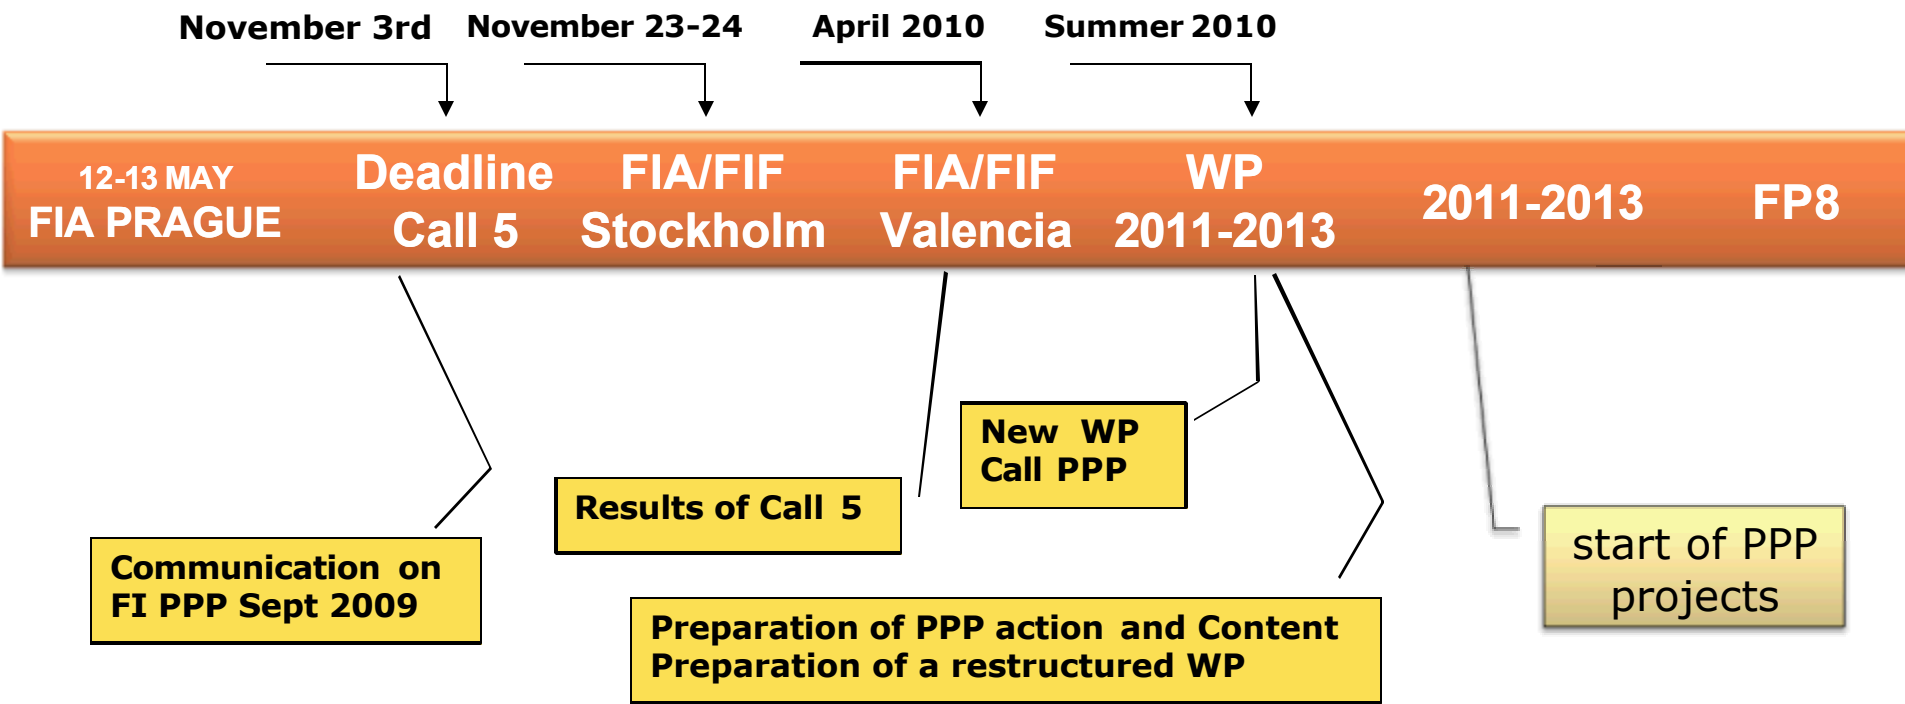 November 3rd
November 23-24
April 2010
Summer 2010
12-13 MAY
FIA PRAGUE
Deadline
Call 5
FIA/FIF
Stockholm
FIA/FIF
Valencia
WP
2011-2013
2011-2013
FP8
New WP
Call PPP
Results of Call 5
Communication on
FI PPP Sept 2009
start of PPP
projects
Preparation of PPP action and Content
Preparation of a restructured WP